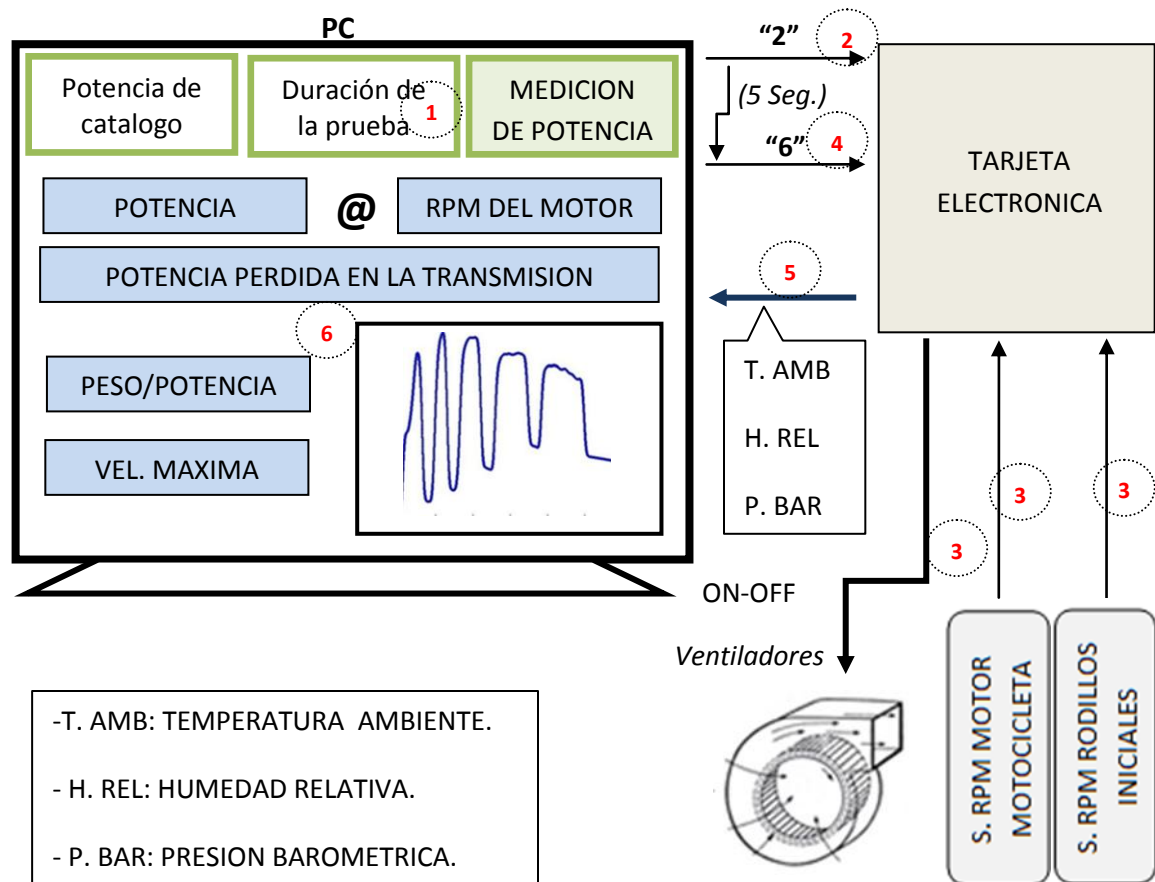 PC
Potencia de
catalogo
Duración de
la prueba
1
MEDICION
DE POTENCIA
“2”
2
(5 Seg.)
“6”
4
TARJETA
ELECTRONICA
POTENCIA
@
RPM DEL MOTOR
POTENCIA PERDIDA EN LA TRANSMISION
5
6
PESO/POTENCIA
VEL. MAXIMA
T. AMB
H. REL
P. BAR
3
3
3
ON-OFF
Ventiladores
S. RPM MOTOR
MOTOCICLETA
S. RPM RODILLOS
INICIALES
-T. AMB: TEMPERATURA AMBIENTE.
- H. REL: HUMEDAD RELATIVA.
- P. BAR: PRESION BAROMETRICA.